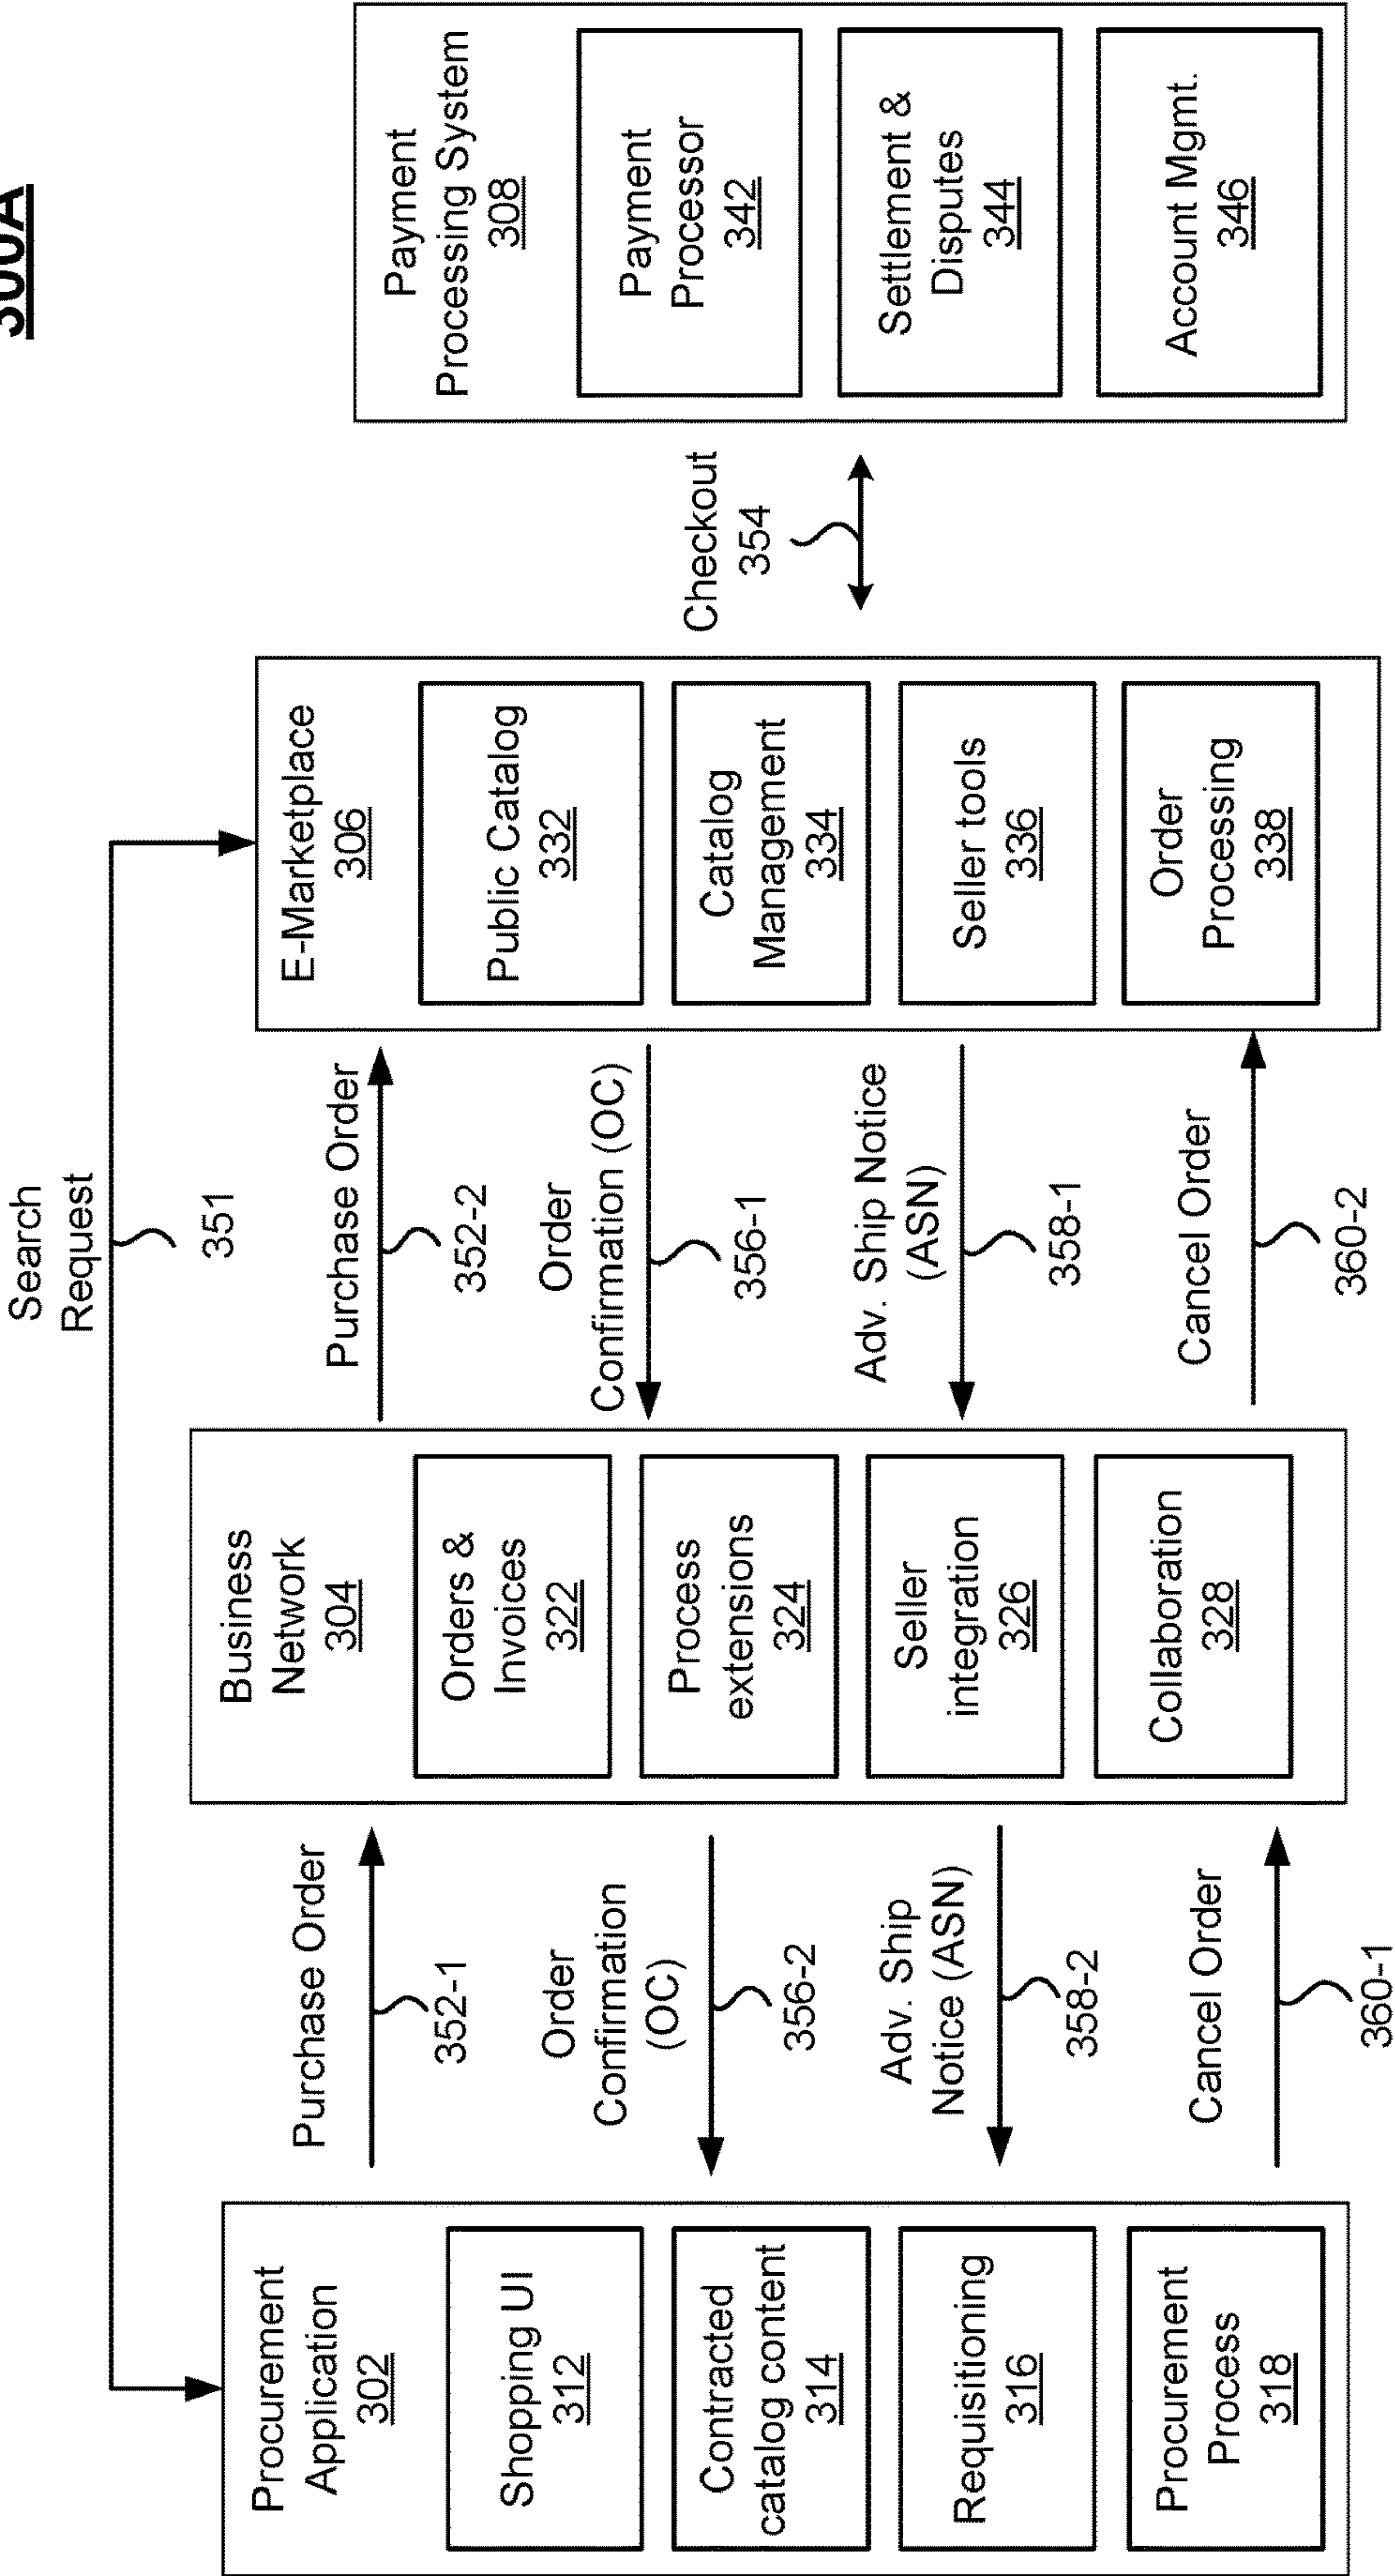 300A
Search
Request
351
Procurement
Application
302
Shopping UI
312
Contracted
catalog content
314
Requisitioning
316
Procurement
Process
318
Purchase Order
352-1
Order
Confirmation
(OC)
356-2
Adv. Ship
Notice (ASN)
358-2
Cancel Order
360-1
Business
Network
304
Orders &
Invoices
322
Process
extensions
324
Seller
integration
326
Collaboration
328
Purchase Order
352-2
Order
Confirmation (OC)
356-1
Adv. Ship Notice
(ASN)
358-1
Cancel Order
360-2
E-Marketplace
306
Public Catalog
332
Catalog
Management
334
Seller tools
336
Order
Processing
338
Checkout
354
Payment
Processing System
308
Payment
Processor
342
Settlement &
Disputes
344
Account Mgmt.
346